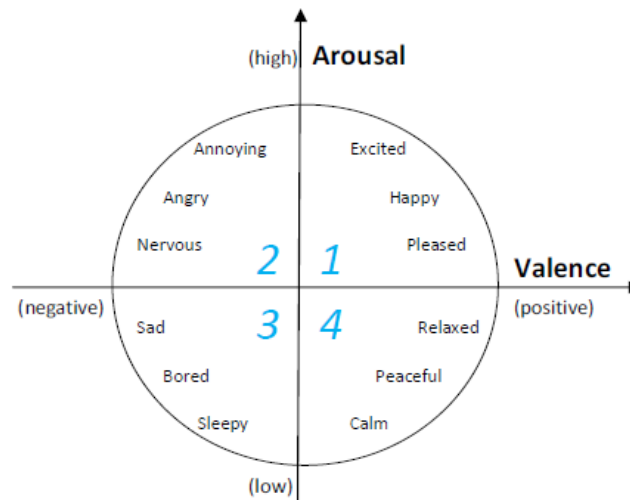 (high) Arousal
Annoying Excited
Angry Happy
Nervous Pleased
2 1
Valence
(negative) (positive)
3 4
Sad Relaxed
Bored Peaceful
Sleepy Calm
(low)